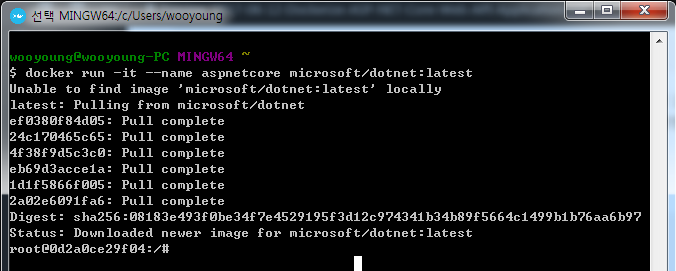 선택 MINGW64:/c/Users/wooyoung
wooyoung@wooyoung-PC MINGW64 ~
$ docker run -it --name aspnetcore microsoft/dotnet:latest
Unable to find image 'microsoft/dotnet:latest' locally
latest: Pulling from microsoft/dotnet
ef0380f84d05: Pull complete
24c170465c65: Pull complete
4f38f9d5c3c0: Pull complete
eb69d3acce1a: Pull complete
1d1f5866f005: Pull complete
2a02e6091fa6: Pull complete
Digest: sha256:08183e493f0be34f7e4529195f3d12c974341b34b89f5664c1499b1b76aa6b97
Status: Downloaded newer image for microsoft/dotnet:latest
root@0d2a0ce29f04:/#